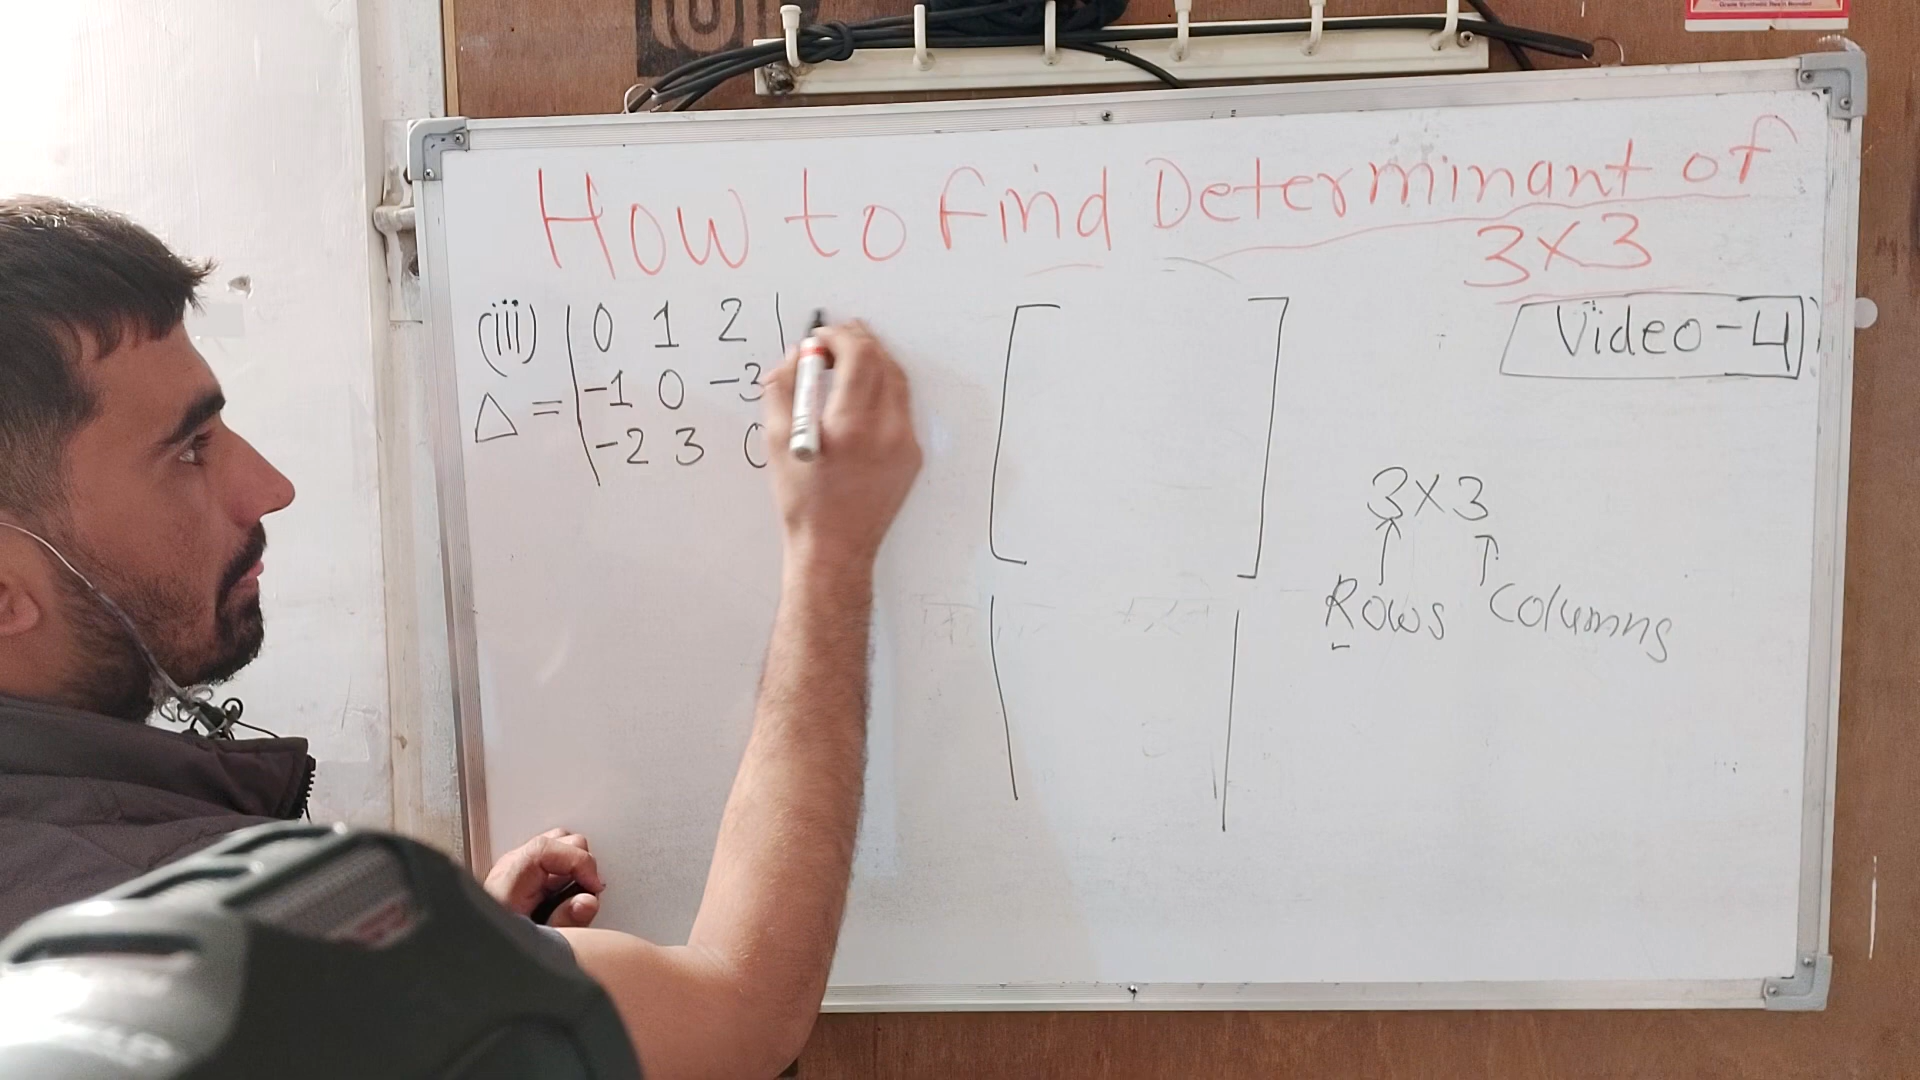 How to Find Determinant of
3×3
Video-4
(iii) | 0 1 2 |
Δ = | -1 0 -3
| -2 3 0
3×3
Rows Columns